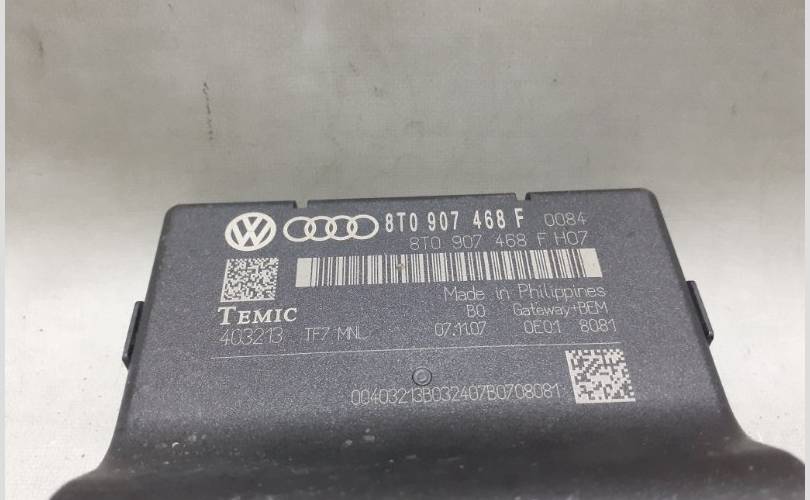 8T0 907 468 F 0084
8T0 907 468 F H07
Made in Philippines
TEMIC B0 Gateway+BEM
403213 TF7 MNL 07.11.07 0E01 8081
00403213B032407B0708081